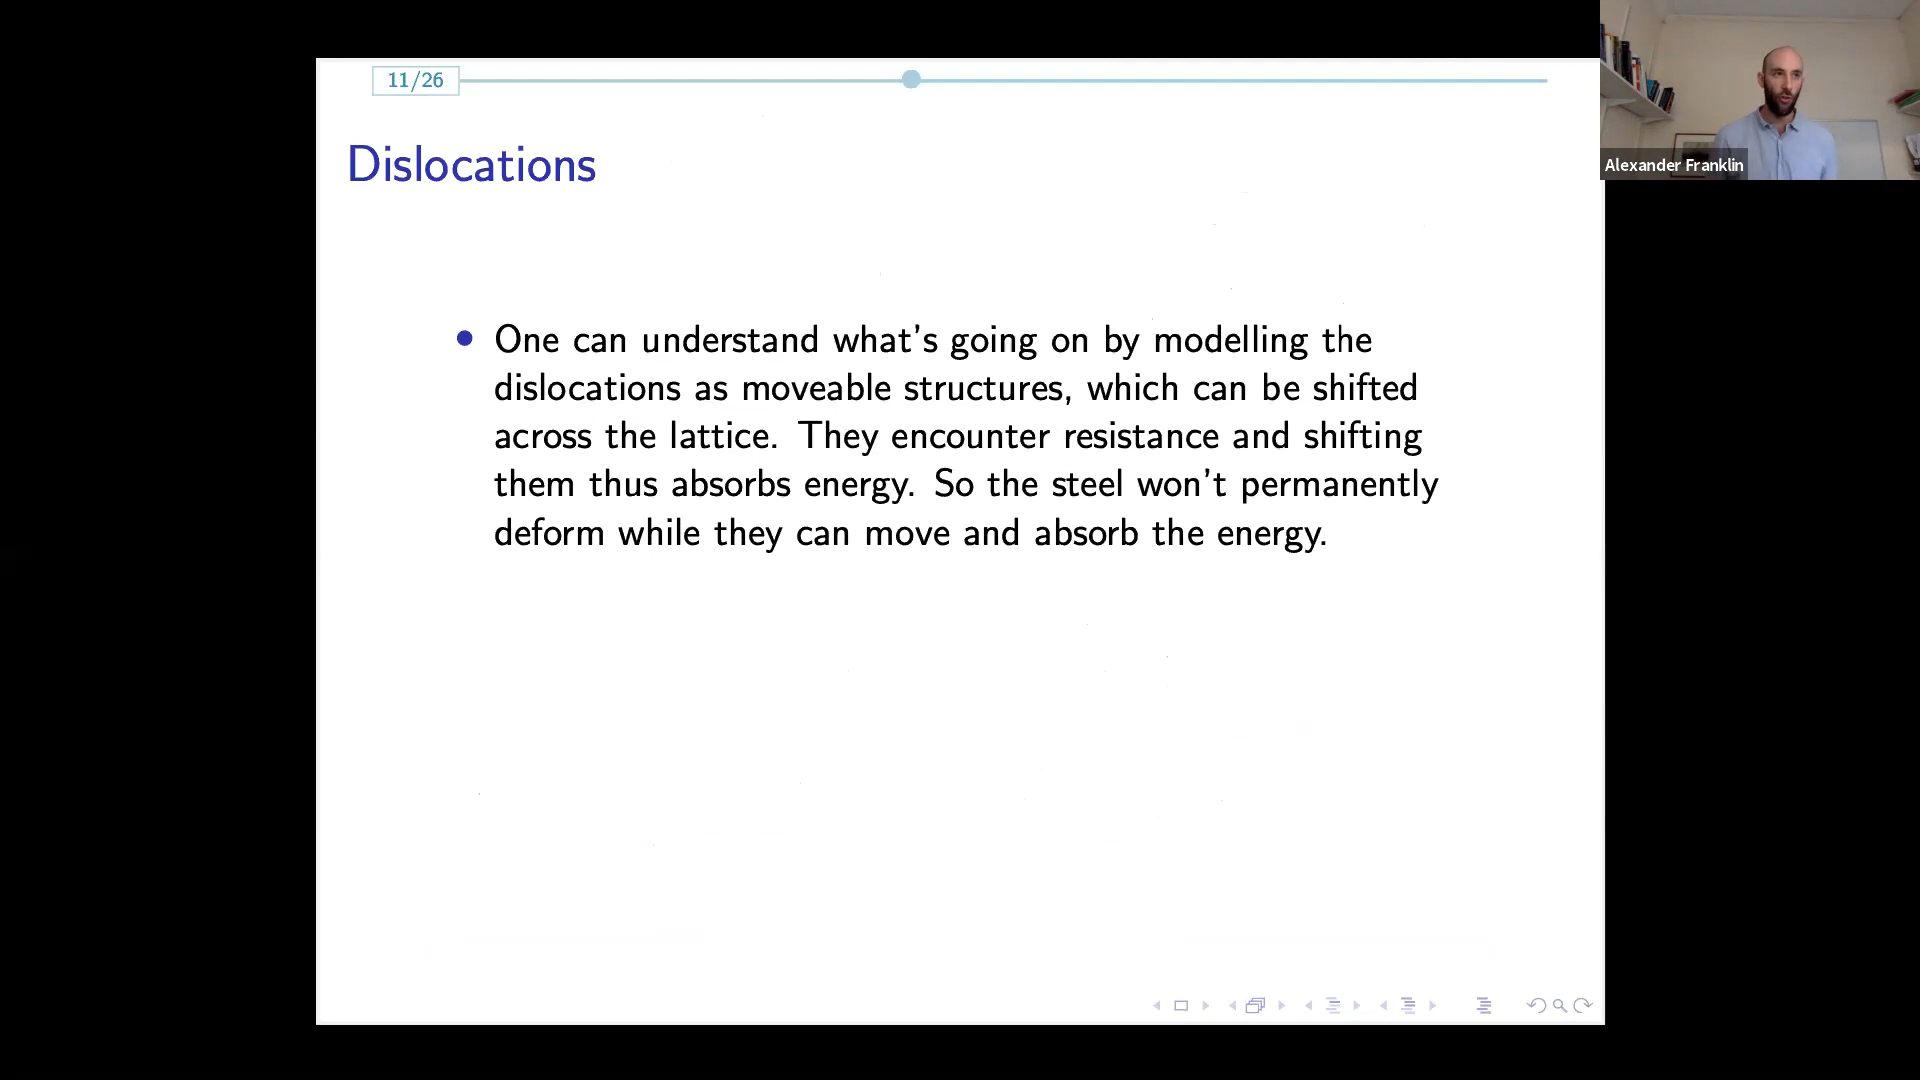 11/26
Alexander Franklin
Dislocations
• One can understand what's going on by modelling the
dislocations as moveable structures, which can be shifted
across the lattice. They encounter resistance and shifting
them thus absorbs energy. So the steel won't permanently
deform while they can move and absorb the energy.